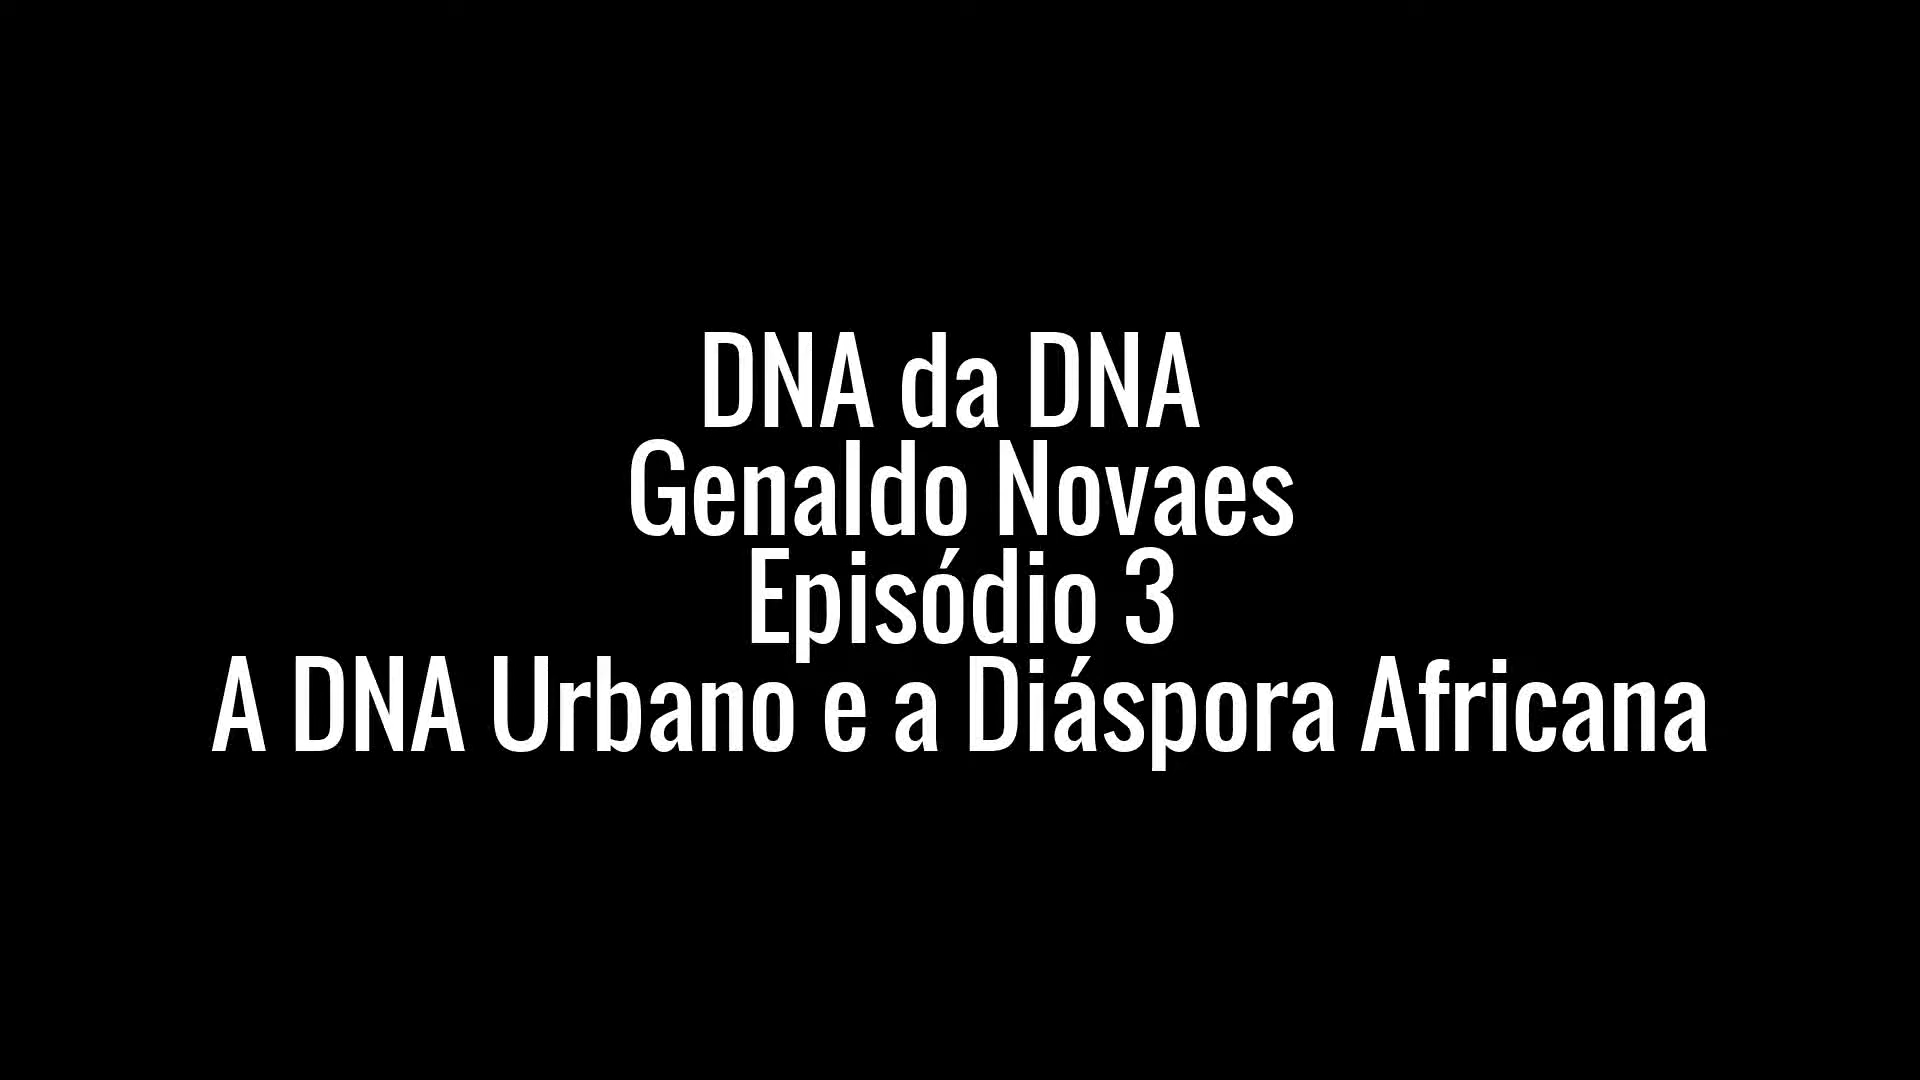 DNA da DNA
Genaldo Novaes
Episódio 3
A DNA Urbano e a Diáspora Africana